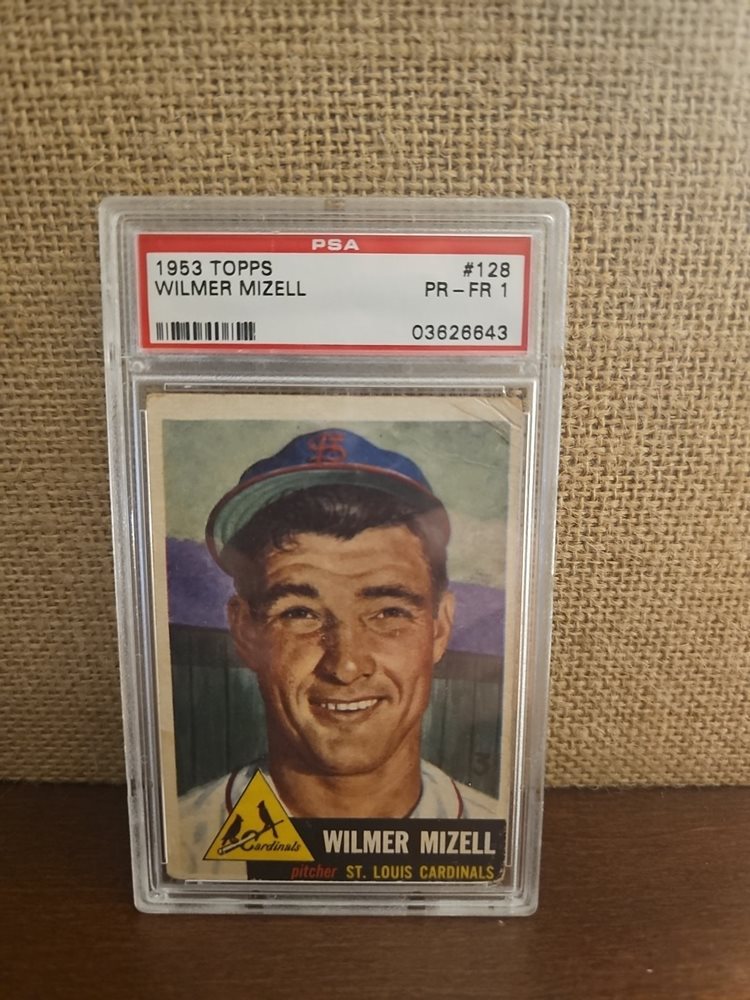 PSA
1953 TOPPS #128
WILMER MIZELL PR-FR 1
03626643
Cardinals
WILMER MIZELL
pitcher ST. LOUIS CARDINALS